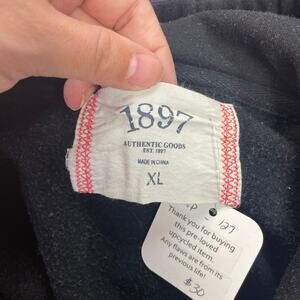 1897
AUTHENTIC GOODS
EST. 1897
MADE IN CHINA
XL
127
Thank you for buying
this pre-loved
upcycled item.
Any flaws are from its
previous life!
$30